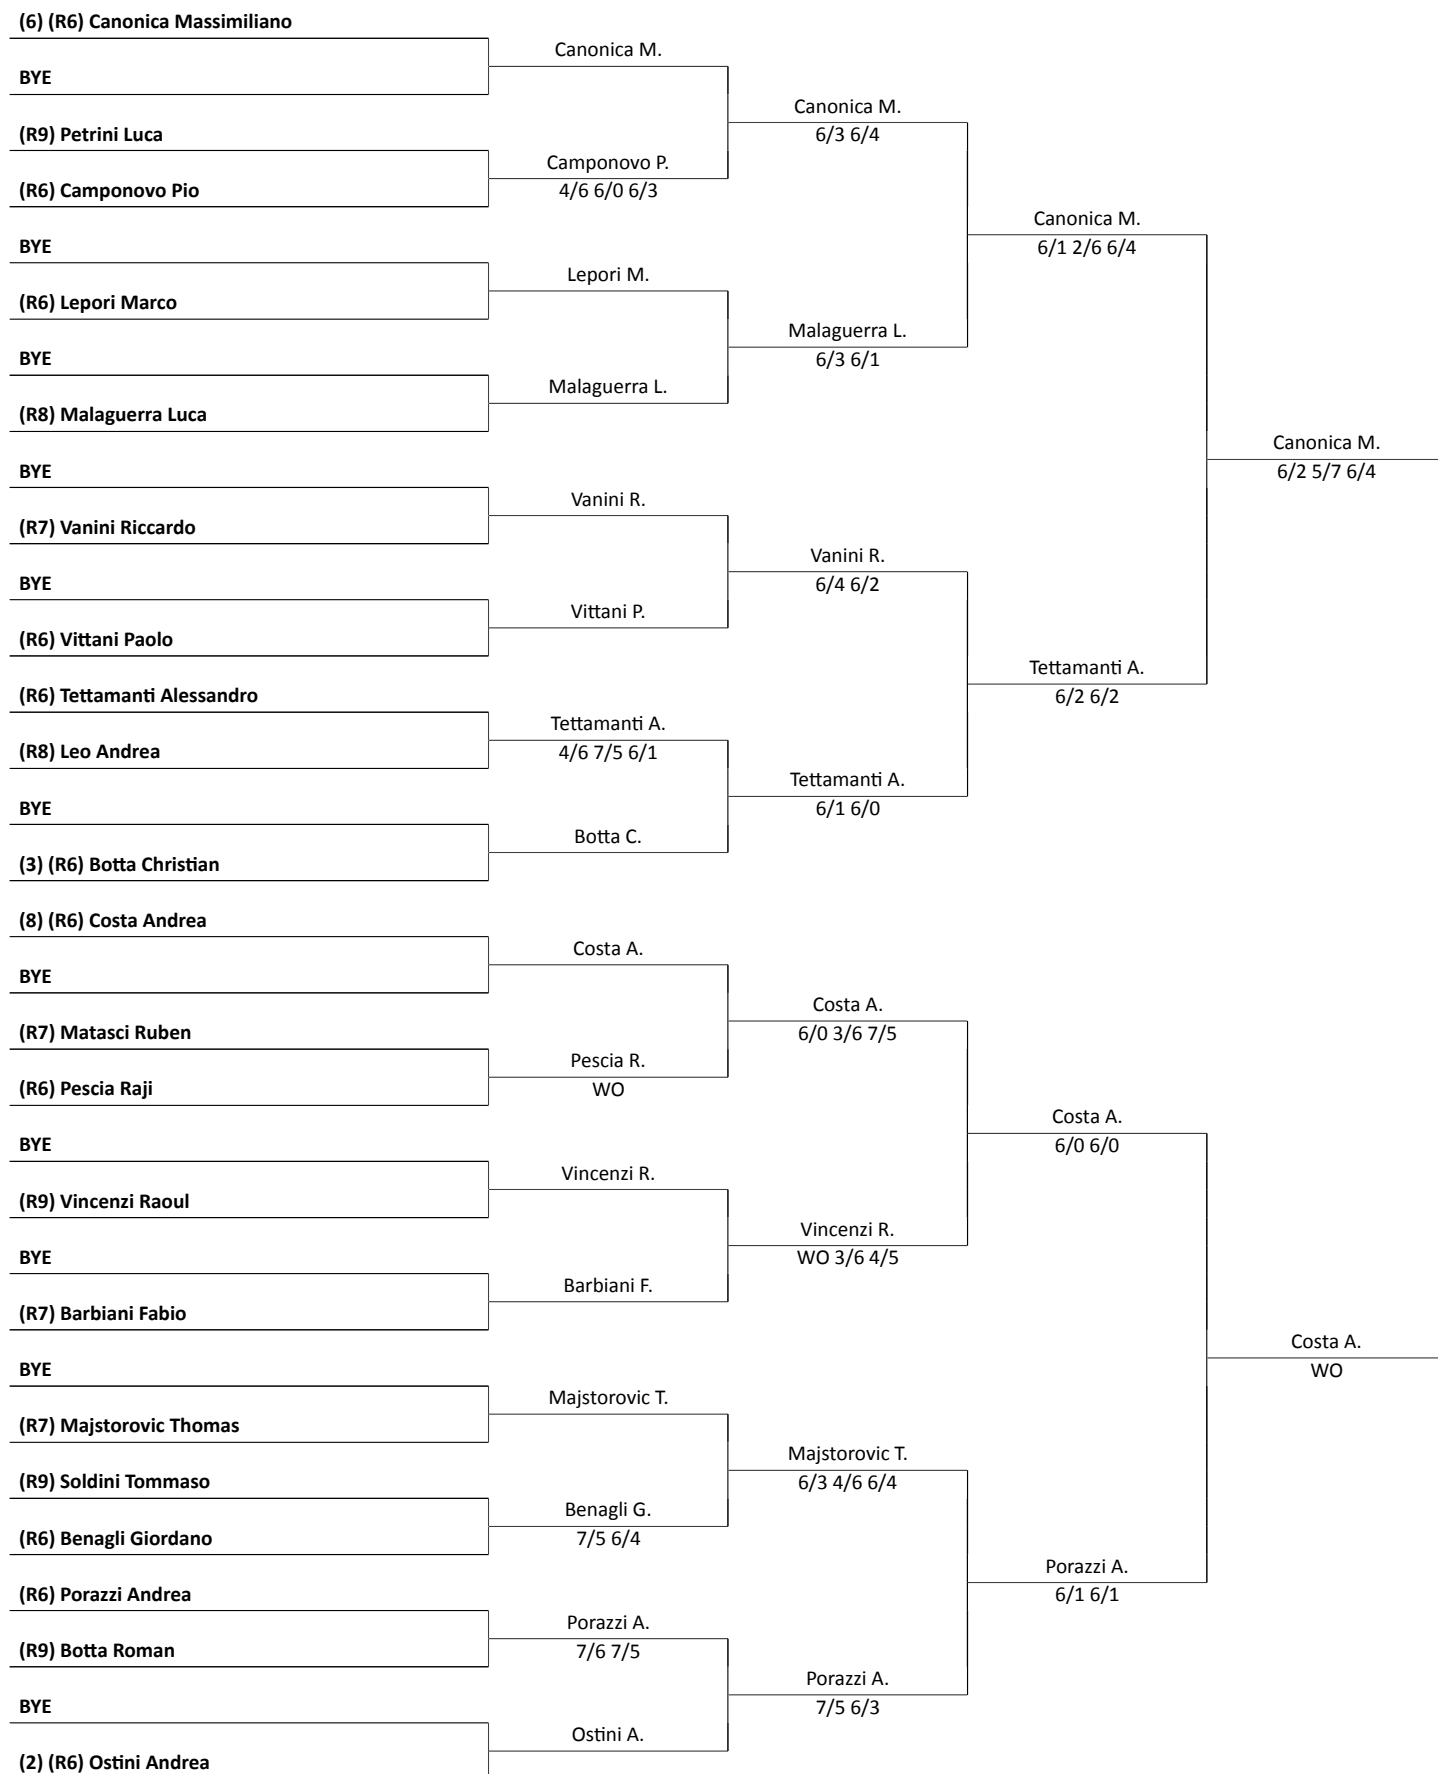 (6) (R6) Canonica Massimiliano
Canonica M.
BYE
Canonica M.
6/3 6/4
(R9) Petrini Luca
Camponovo P.
4/6 6/0 6/3
(R6) Camponovo Pio
Canonica M.
6/1 2/6 6/4
BYE
Lepori M.
(R6) Lepori Marco
Malaguerra L.
6/3 6/1
BYE
Malaguerra L.
(R8) Malaguerra Luca
Canonica M.
6/2 5/7 6/4
BYE
Vanini R.
(R7) Vanini Riccardo
Vanini R.
6/4 6/2
BYE
Vittani P.
(R6) Vittani Paolo
Tettamanti A.
6/2 6/2
(R6) Tettamanti Alessandro
Tettamanti A.
4/6 7/5 6/1
(R8) Leo Andrea
Tettamanti A.
6/1 6/0
BYE
Botta C.
(3) (R6) Botta Christian
(8) (R6) Costa Andrea
Costa A.
BYE
Costa A.
6/0 3/6 7/5
(R7) Matasci Ruben
Pescia R.
WO
(R6) Pescia Raji
Costa A.
6/0 6/0
BYE
Vincenzi R.
(R9) Vincenzi Raoul
Vincenzi R.
WO 3/6 4/5
BYE
Barbiani F.
(R7) Barbiani Fabio
Costa A.
WO
BYE
Majstorovic T.
(R7) Majstorovic Thomas
Majstorovic T.
6/3 4/6 6/4
(R9) Soldini Tommaso
Benagli G.
7/5 6/4
(R6) Benagli Giordano
Porazzi A.
6/1 6/1
(R6) Porazzi Andrea
Porazzi A.
7/6 7/5
(R9) Botta Roman
Porazzi A.
7/5 6/3
BYE
Ostini A.
(2) (R6) Ostini Andrea